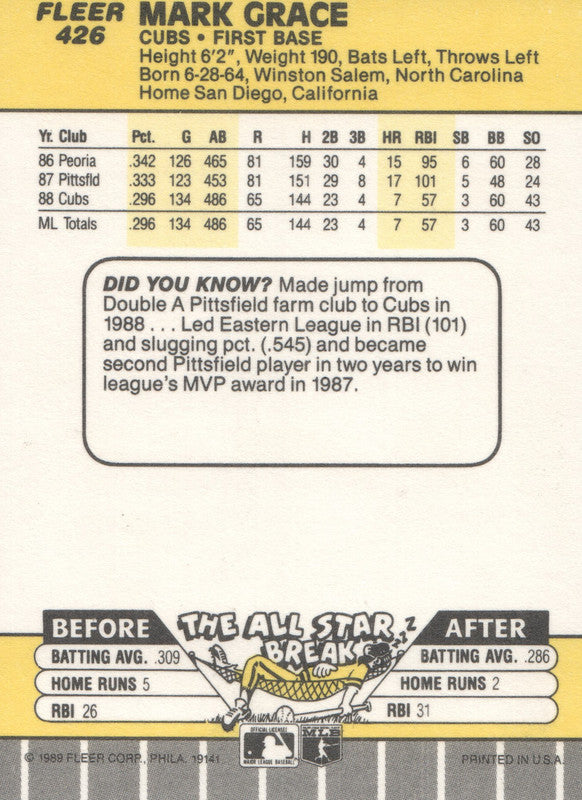 FLEER
426
MARK GRACE
CUBS • FIRST BASE
Height 6'2", Weight 190, Bats Left, Throws Left
Born 6-28-64, Winston Salem, North Carolina
Home San Diego, California
Yr. Club Pct. G AB R H 2B 3B HR RBI SB BB SO
86 Peoria .342 126 465 81 159 30 4 15 95 6 60 28
87 Pittsfld .333 123 453 81 151 29 8 17 101 5 48 24
88 Cubs .296 134 486 65 144 23 4 7 57 3 60 43
ML Totals .296 134 486 65 144 23 4 7 57 3 60 43
DID YOU KNOW? Made jump from
Double A Pittsfield farm club to Cubs in
1988 . . . Led Eastern League in RBI (101)
and slugging pct. (.545) and became
second Pittsfield player in two years to win
league's MVP award in 1987.
THE ALL STAR
BREAK
ZZZ
BEFORE
BATTING AVG. .309
HOME RUNS 5
RBI 26
AFTER
BATTING AVG. .286
HOME RUNS 2
RBI 31
OFFICIAL LICENSEE
MAJOR LEAGUE BASEBALL
MLB
© 1989 FLEER CORP., PHILA. 19141
PRINTED IN U.S.A.